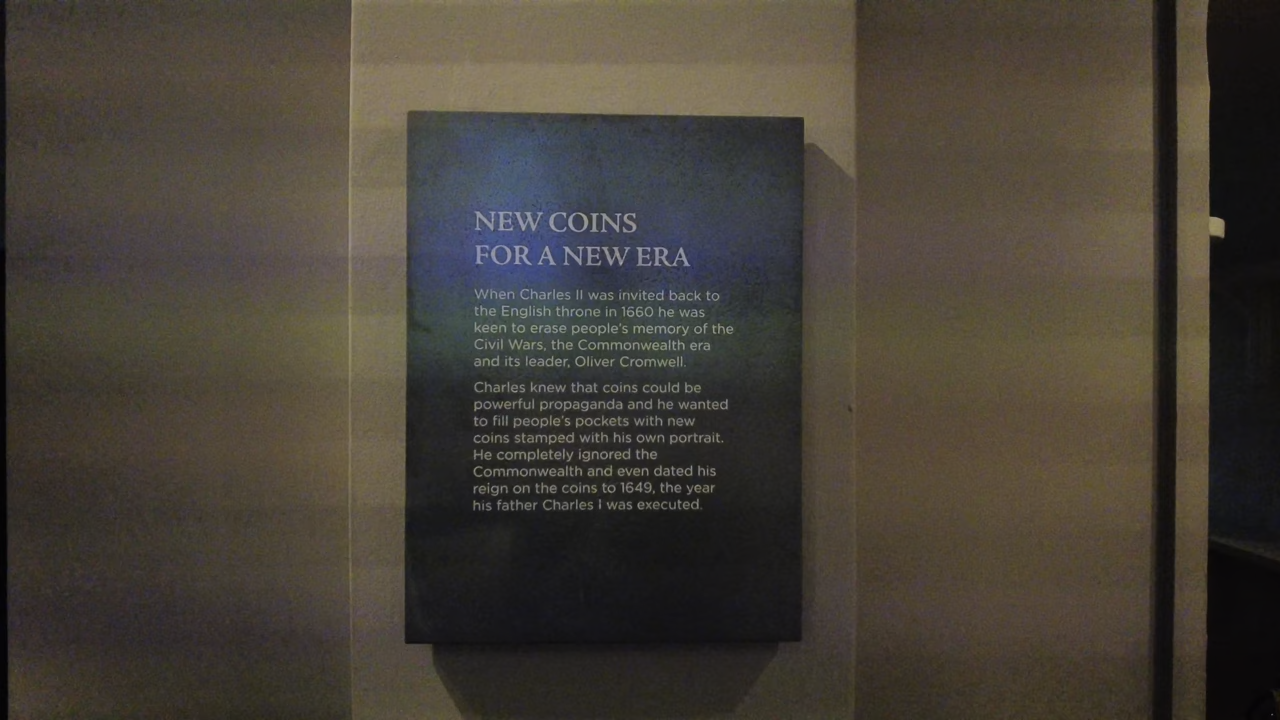 NEW COINS
FOR A NEW ERA
When Charles II was invited back to
the English throne in 1660 he was
keen to erase people's memory of the
Civil Wars, the Commonwealth era
and its leader, Oliver Cromwell.
Charles knew that coins could be
powerful propaganda and he wanted
to fill people's pockets with new
coins stamped with his own portrait.
He completely ignored the
Commonwealth and even dated his
reign on the coins to 1649, the year
his father Charles I was executed.